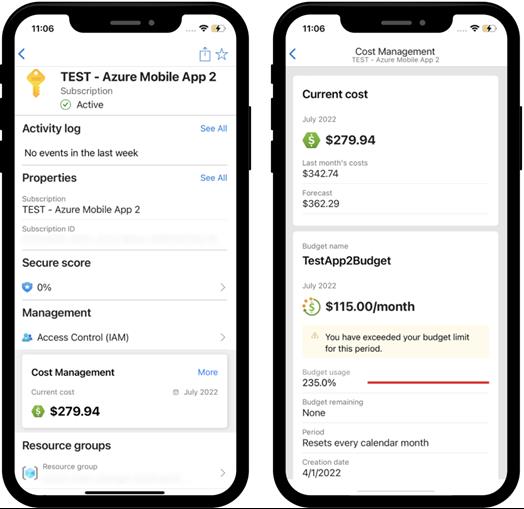 11:06
TEST - Azure Mobile App 2
Subscription
Active
Activity log
See All
No events in the last week
Properties
See All
Subscription
TEST - Azure Mobile App 2
Subscription ID
Secure score
0%
Management
Access Control (IAM)
Cost Management
More
Current cost
July 2022
$279.94
Resource groups
Resource group
11:06
Cost Management
TEST - Azure Mobile App 2
Current cost
July 2022
$279.94
Last month's costs
$342.74
Forecast
$362.29
Budget name
TestApp2Budget
July 2022
$115.00/month
You have exceeded your budget limit
for this period.
Budget usage
235.0%
Budget remaining
None
Period
Resets every calendar month
Creation date
4/1/2022